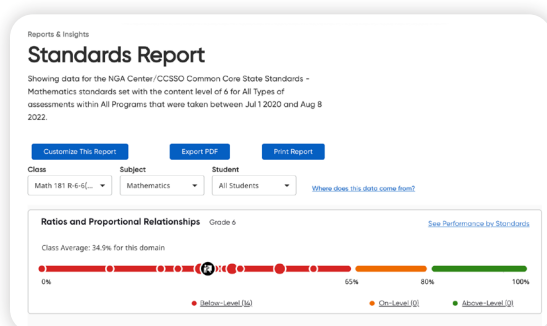 Reports & Insights
Standards Report
Showing data for the NGA Center/CCSSO Common Core State Standards -
Mathematics standards set with the content level of 6 for All Types of
assessments within All Programs that were taken between Jul 1 2020 and Aug 8
2022.
Customize This Report Export PDF Print Report
Class Subject Student
Math 181 R-6-6(... Mathematics All Students Where does this data come from?
Ratios and Proportional Relationships Grade 6 See Performance by Standards
Class Average: 34.9% for this domain
0% 65% 80% 100%
Below-Level (14) On-Level (0) Above-Level (0)